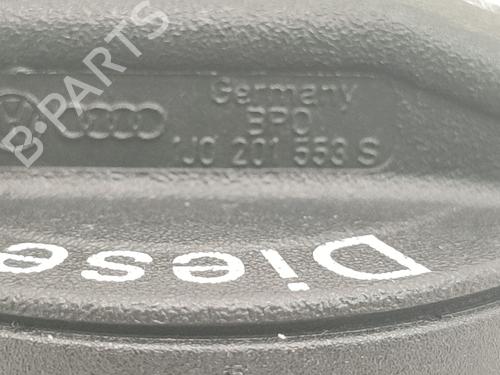 B-PARTS
Germany
BPO
1J0 201 553 S
Diese